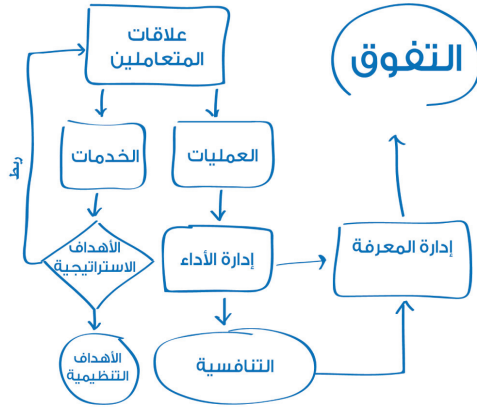 علاقات
المتعاملين
التفوق
ربط
الخدمات
العمليات
الأهداف
الاستراتيجية
إدارة الأداء
إدارة المعرفة
الأهداف
التنظيمية
التنافسية